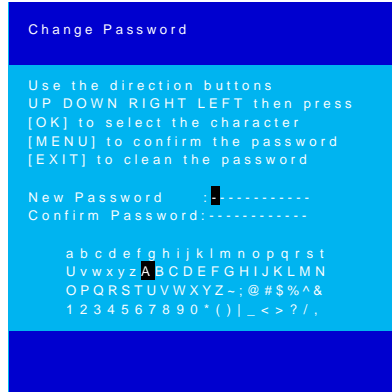 Change Password
Use the direction buttons
UP DOWN RIGHT LEFT then press
[OK] to select the character
[MENU] to confirm the password
[EXIT] to clean the password
New Password :------------
Confirm Password:------------
a b c d e f g h i j k l m n o p q r s t
U v w x y z A B C D E F G H I J K L M N
O P Q R S T U V W X Y Z ~ ; @ # $ % ^ &
1 2 3 4 5 6 7 8 9 0 * ( ) | _ < > ? / ,